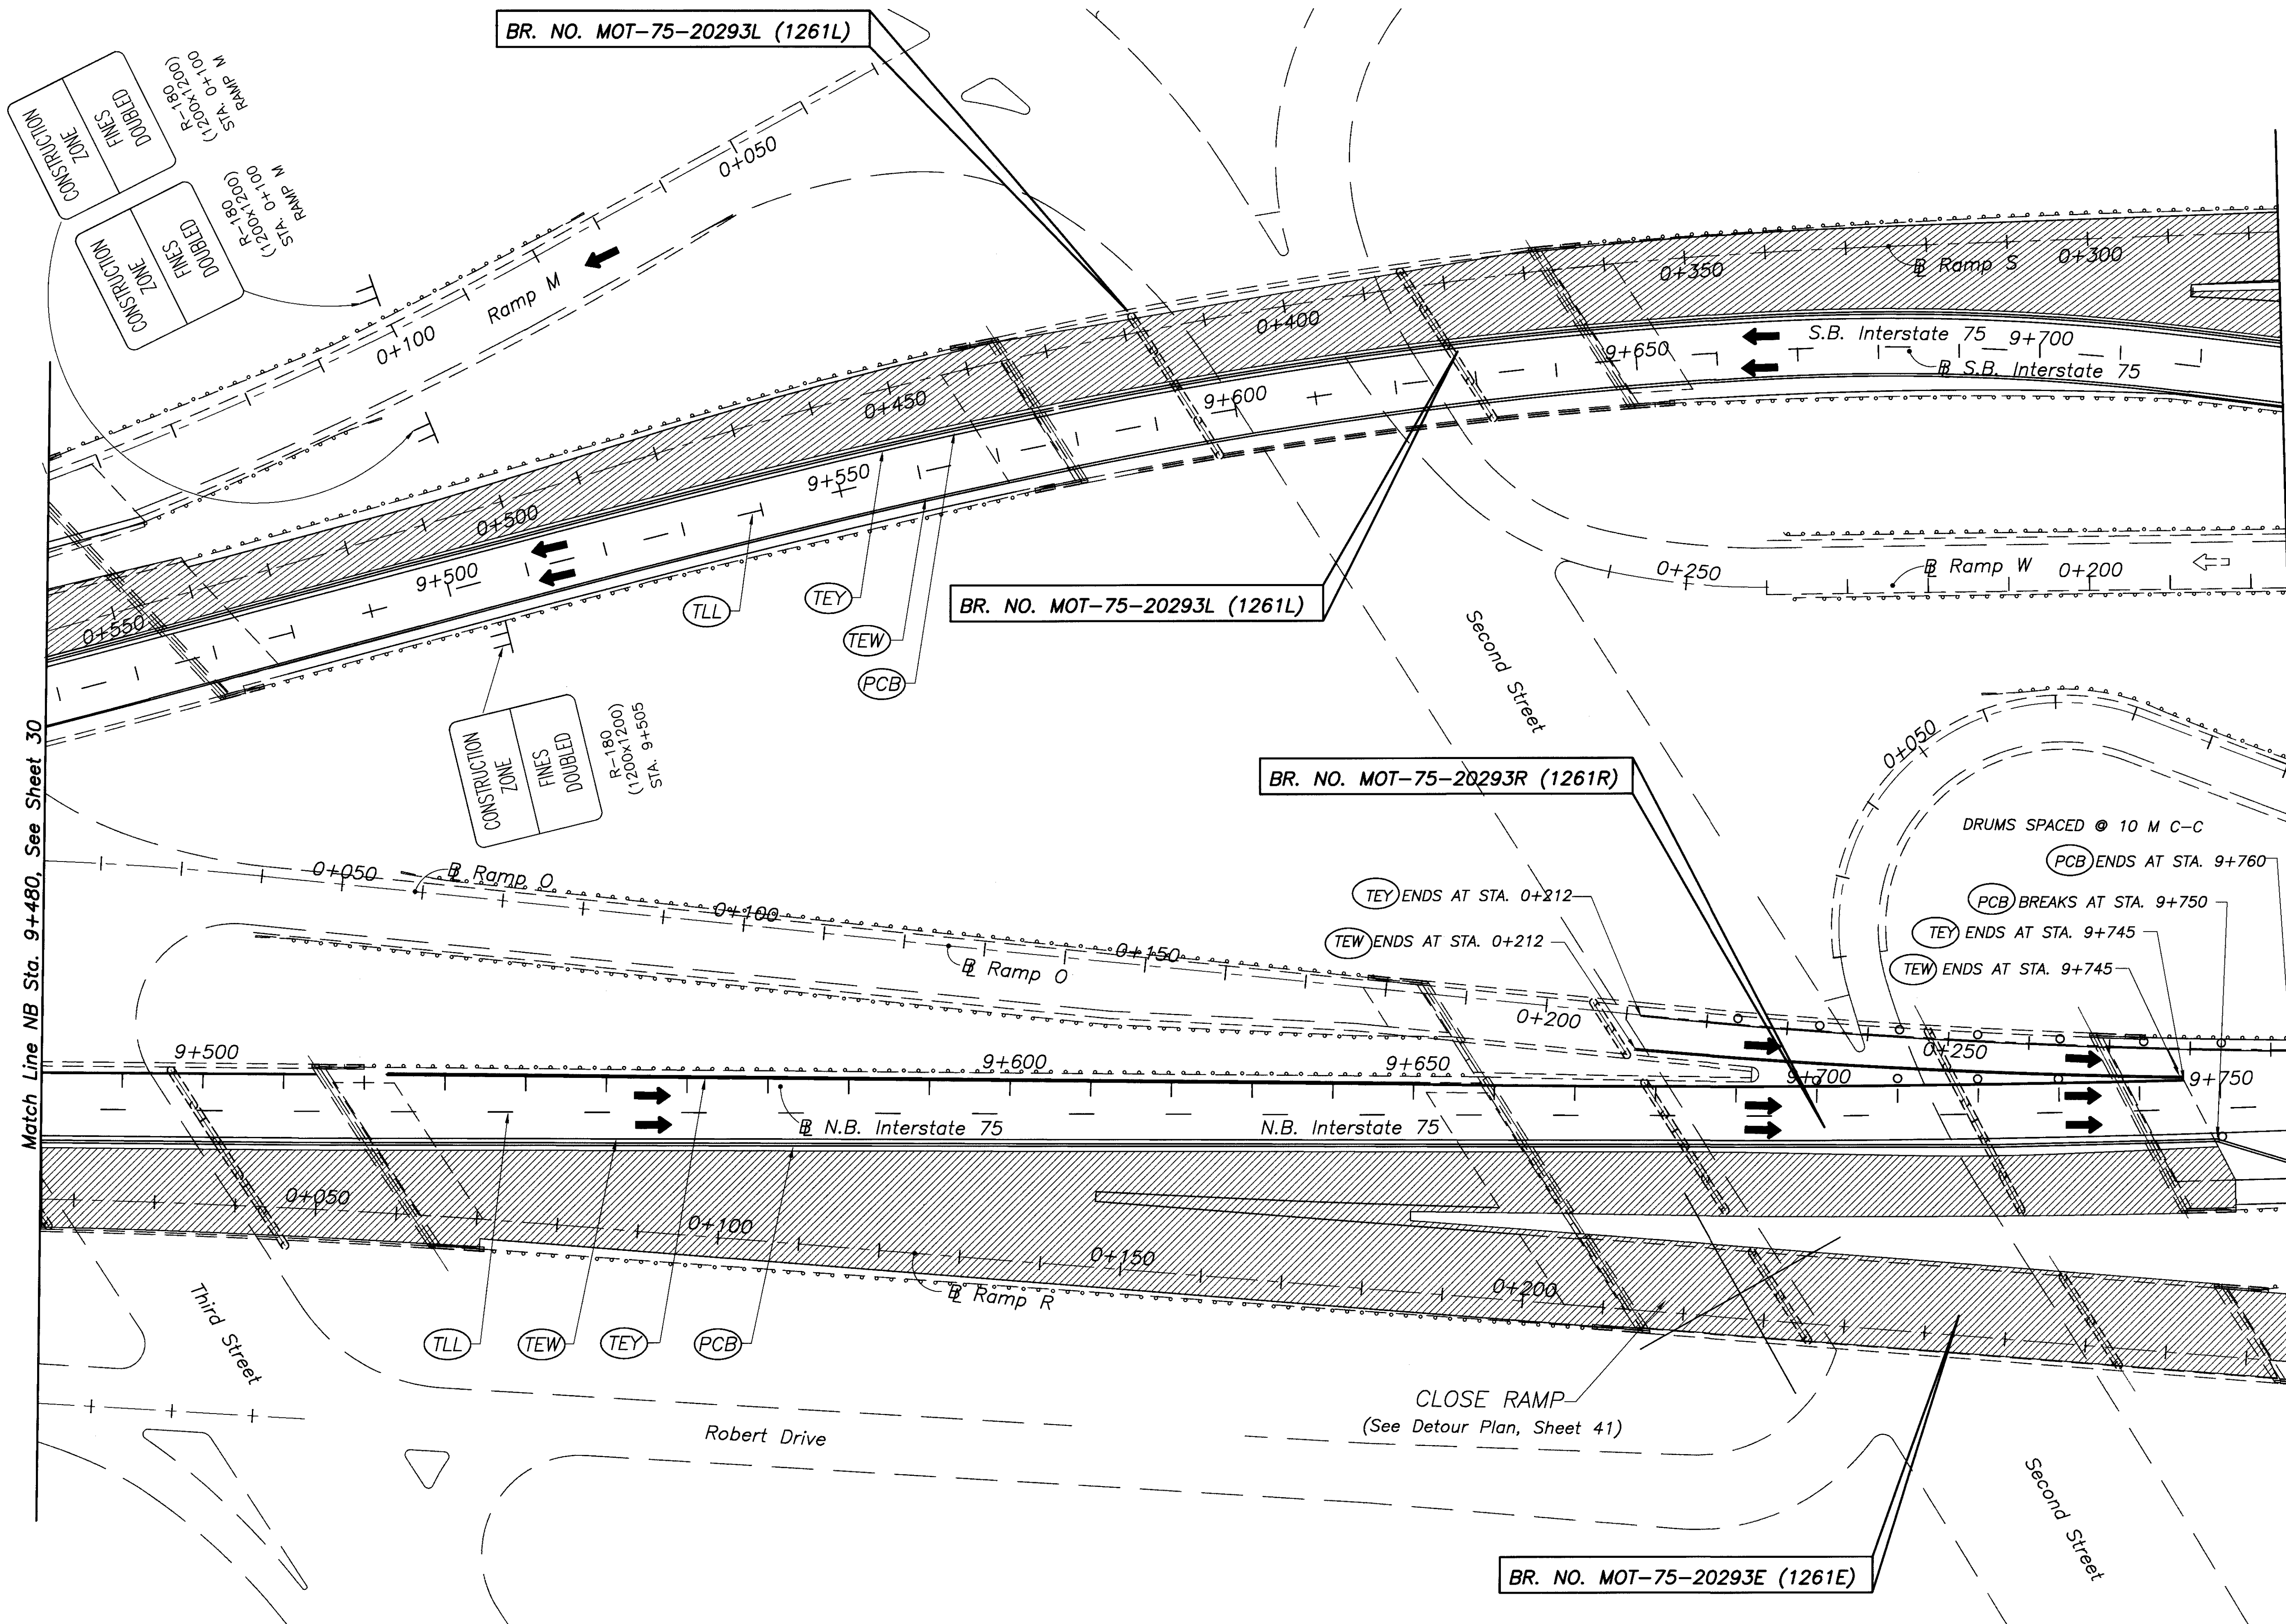 BR. NO. MOT-75-20293L (1261L)
CONSTRUCTION
ZONE
FINES
DOUBLED
R-180
(1200x1200)
STA. 0+100
RAMP M
CONSTRUCTION
ZONE
FINES
DOUBLED
R-180
(1200x1200)
STA. 0+100
RAMP M
0+050
Ramp M
0+100
0+300
℄ Ramp S
0+350
0+400
0+450
0+500
0+550
S.B. Interstate 75
9+700
℄ S.B. Interstate 75
9+650
9+600
9+550
9+500
TLL
TEY
TEW
PCB
BR. NO. MOT-75-20293L (1261L)
0+250
℄ Ramp W
0+200
Second Street
CONSTRUCTION
ZONE
FINES
DOUBLED
R-180
(1200x1200)
STA. 9+505
Match Line NB Sta. 9+480, See Sheet 30
BR. NO. MOT-75-20293R (1261R)
0+050
DRUMS SPACED @ 10 M C-C
PCB ENDS AT STA. 9+760
PCB BREAKS AT STA. 9+750
TEY ENDS AT STA. 9+745
TEW ENDS AT STA. 9+745
TEY ENDS AT STA. 0+212
TEW ENDS AT STA. 0+212
0+050
℄ Ramp O
0+100
0+150
℄ Ramp O
0+200
0+250
9+500
9+600
9+650
9+700
9+750
℄ N.B. Interstate 75
N.B. Interstate 75
0+050
0+100
0+150
0+200
℄ Ramp R
TLL
TEW
TEY
PCB
Third Street
CLOSE RAMP
(See Detour Plan, Sheet 41)
Robert Drive
Second Street
BR. NO. MOT-75-20293E (1261E)